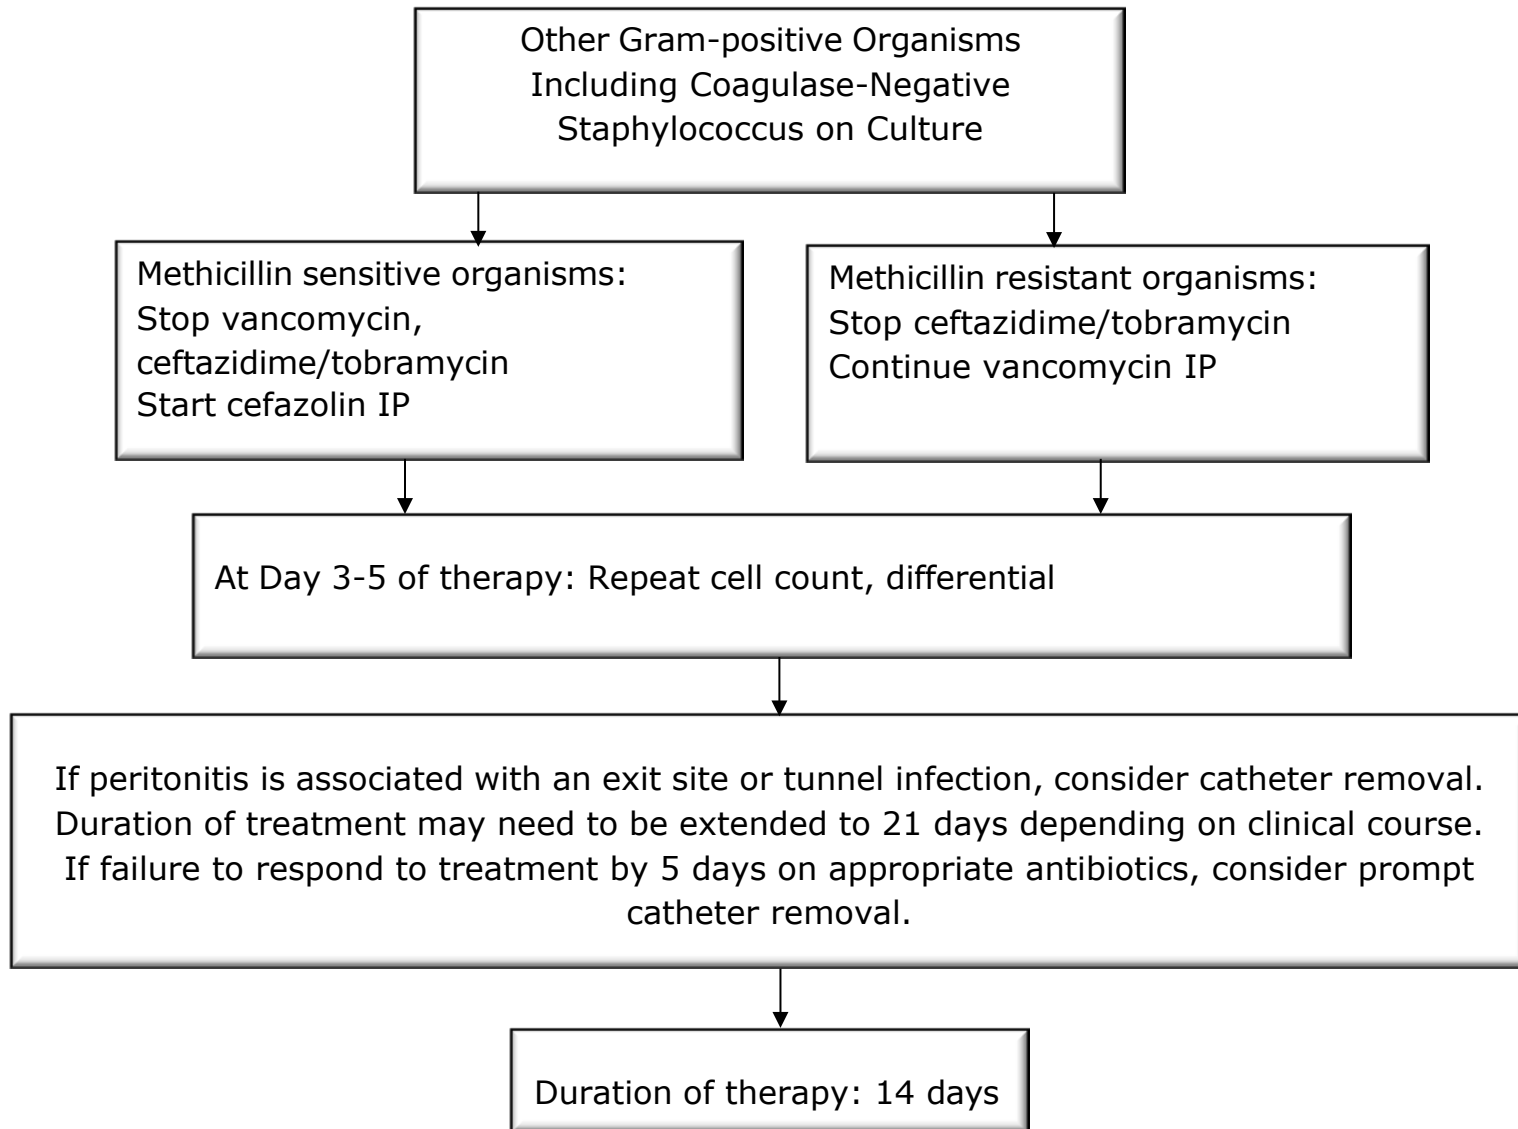 Other Gram-positive Organisms
Including Coagulase-Negative
Staphylococcus on Culture
Methicillin sensitive organisms:
Stop vancomycin,
ceftazidime/tobramycin
Start cefazolin IP
Methicillin resistant organisms:
Stop ceftazidime/tobramycin
Continue vancomycin IP
At Day 3-5 of therapy: Repeat cell count, differential
If peritonitis is associated with an exit site or tunnel infection, consider catheter removal.
Duration of treatment may need to be extended to 21 days depending on clinical course.
If failure to respond to treatment by 5 days on appropriate antibiotics, consider prompt
catheter removal.
Duration of therapy: 14 days